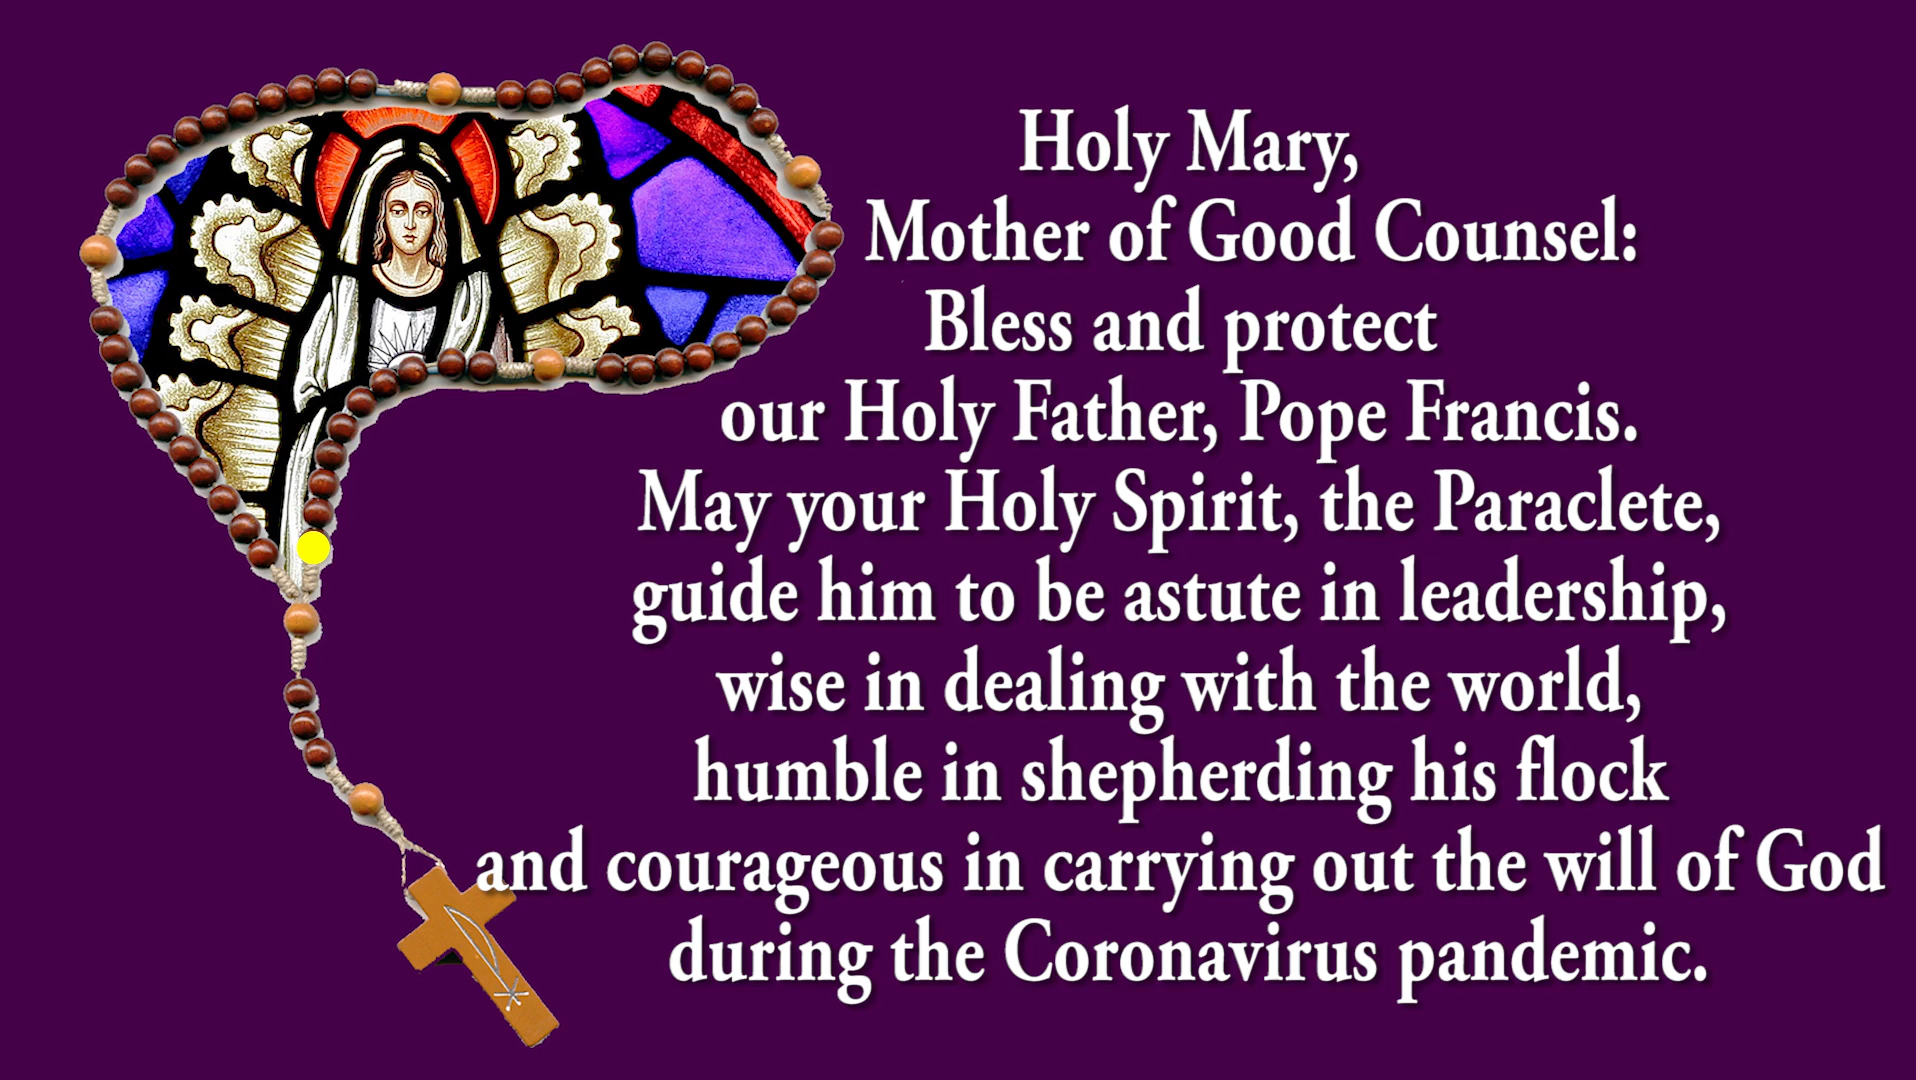 Holy Mary,
Mother of Good Counsel:
Bless and protect
our Holy Father, Pope Francis.
May your Holy Spirit, the Paraclete,
guide him to be astute in leadership,
wise in dealing with the world,
humble in shepherding his flock
and courageous in carrying out the will of God
during the Coronavirus pandemic.